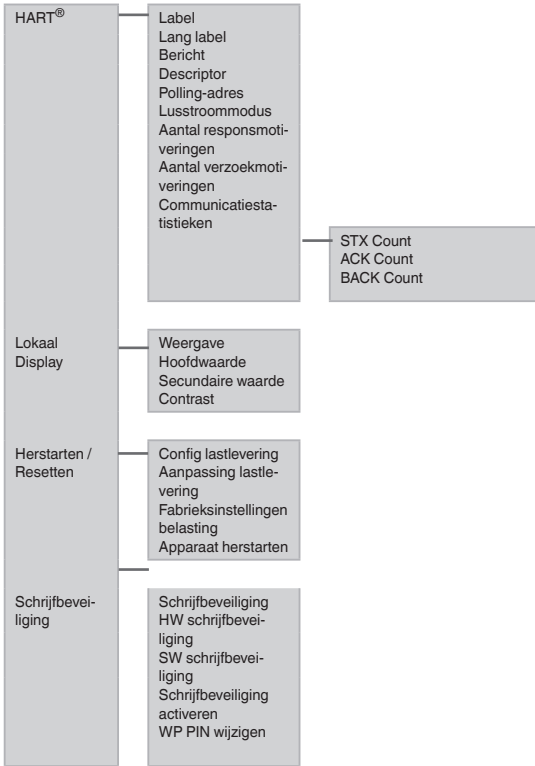 HART®
Label
Lang label
Bericht
Descriptor
Polling-adres
Lusstroommodus
Aantal responsmoti-
veringen
Aantal verzoekmoti-
veringen
Communicatiesta-
tistieken
STX Count
ACK Count
BACK Count
Lokaal
Display
Weergave
Hoofdwaarde
Secundaire waarde
Contrast
Herstarten /
Resetten
Config lastlevering
Aanpassing lastle-
vering
Fabrieksinstellingen
belasting
Apparaat herstarten
Schrijfbevei-
liging
Schrijfbeveiliging
HW schrijfbevei-
liging
SW schrijfbevei-
liging
Schrijfbeveiliging
activeren
WP PIN wijzigen